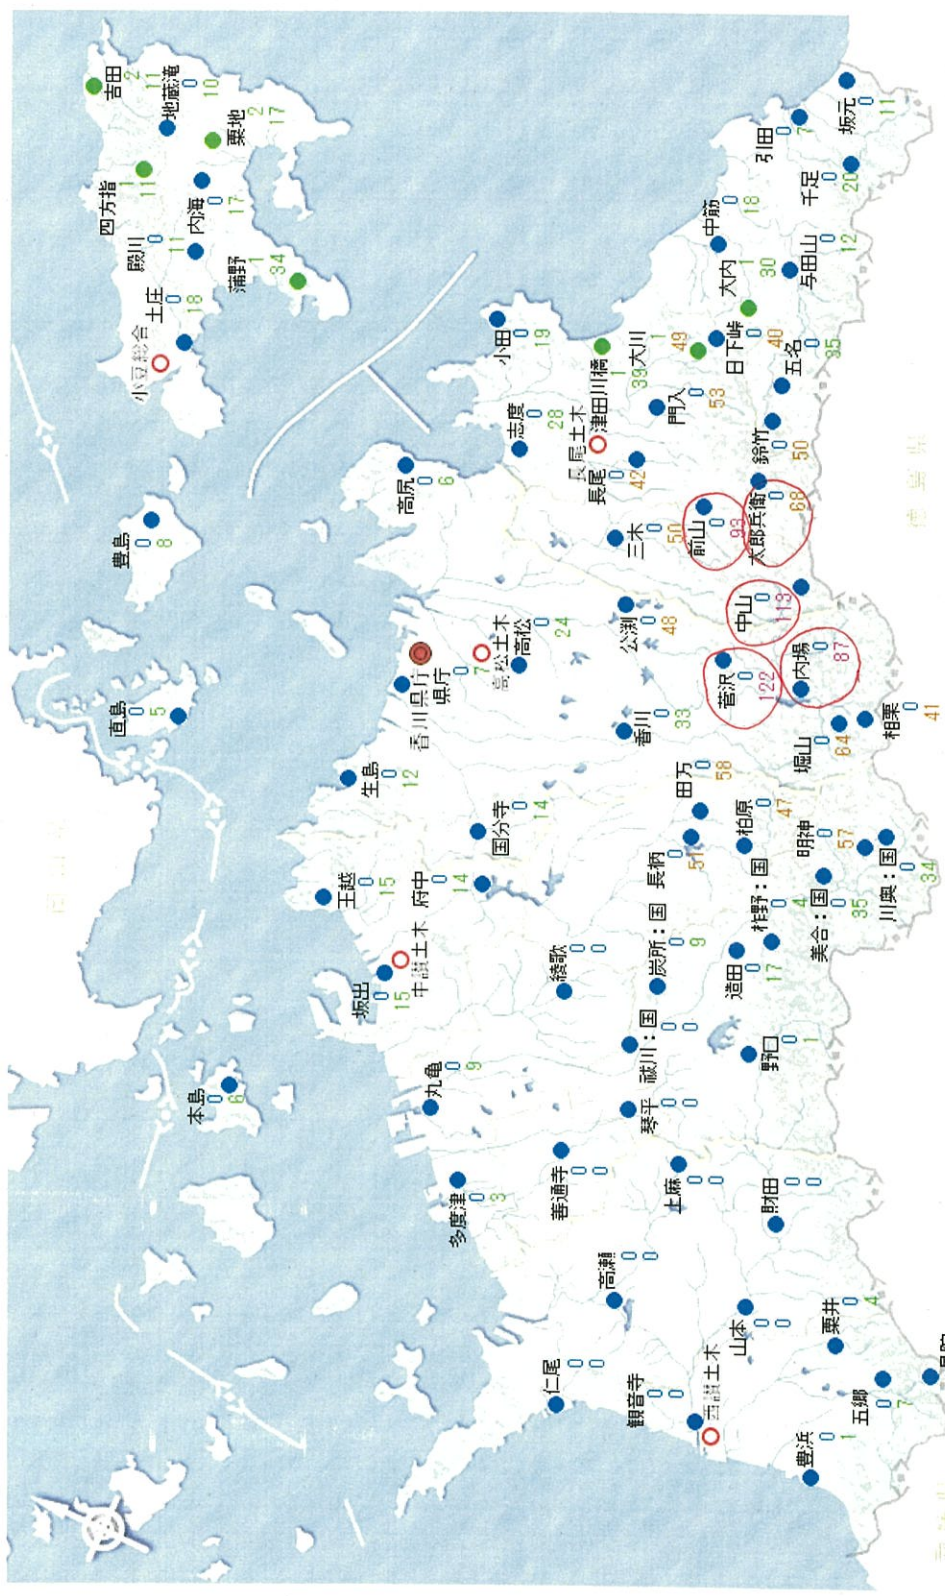 吉田
2
11
地蔵滝
0
10
粟地
2
17
四方指
1
11
内海
0
17
殿川
0
11
蒲野
1
34
土庄
0
18
小豆総合
豊島
0
8
直島
0
5
本島
0
6
小田
0
19
志度
0
28
津田川橋
1
39
大川
1
49
長尾土木
長尾
0
42
門入
0
53
日下峠
0
40
大内
1
30
中筋
0
18
引田
0
7
坂元
0
11
千足
0
20
与田山
0
12
五名
0
35
鈴竹
0
50
太郎兵衛
0
68
前山
0
93
三木
0
50
高尻
0
6
公渕
0
48
中山
0
113
内場
0
87
菅沢
0
122
香川県庁
県庁
0
7
高松土木
高松
0
24
香川
0
33
相栗
0
41
堀山
0
64
生島
0
12
国分寺
0
14
田万
0
58
長柄
0
51
柏原
0
47
明神
0
57
川奥:国
0
34
美合:国
0
35
柞野:国
0
4
造田
0
17
王越
0
15
府中
0
14
中讃土木
坂出
0
15
綾歌
0
0
炭所:国
0
9
祓川:国
0
0
野口
0
1
丸亀
0
9
琴平
0
0
善通寺
0
0
多度津
0
3
上麻
0
0
財田
0
0
高瀬
0
0
山本
0
0
粟井
0
4
仁尾
0
0
観音寺
0
0
西讃土木
五郷
0
7
豊浜
0
1
徳島県